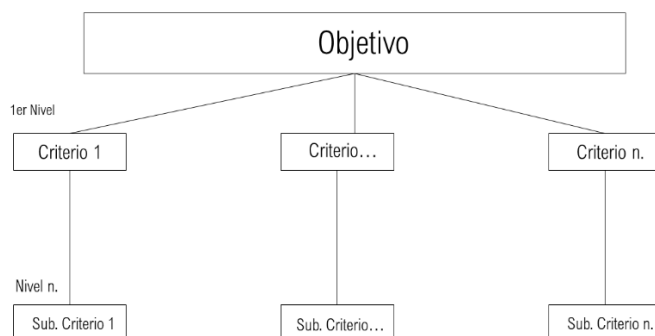 Objetivo
1er Nivel
Criterio 1
Criterio...
Criterio n.
Nivel n.
Sub. Criterio 1
Sub. Criterio...
Sub. Criterio n.